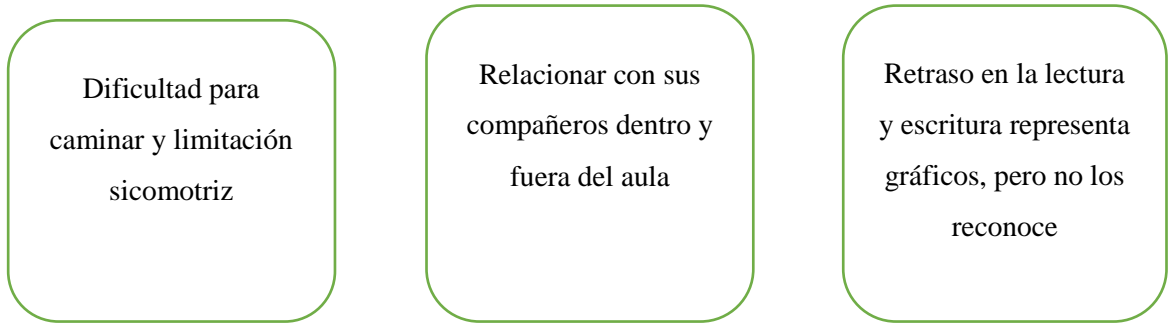 Dificultad para
caminar y limitación
sicomotriz
Relacionar con sus
compañeros dentro y
fuera del aula
Retraso en la lectura
y escritura representa
gráficos, pero no los
reconoce